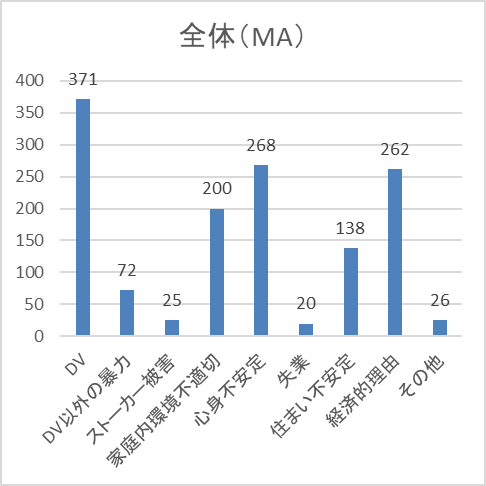 全体（MA）
400
350
300
250
200
150
100
50
0
371
72
25
200
268
20
138
262
26
DV
DV以外の暴力
ストーカー被害
家庭内環境不適切
心身不安定
失業
住まい不安定
経済的理由
その他